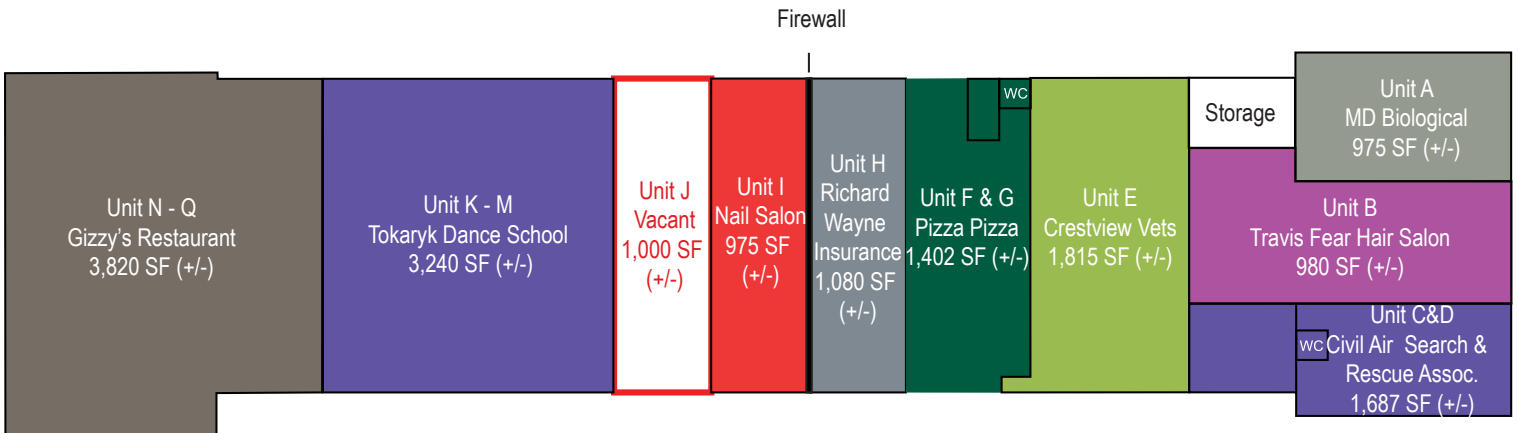 Firewall
Unit N - Q
Gizzy's Restaurant
3,820 SF (+/-)
Unit K - M
Tokaryk Dance School
3,240 SF (+/-)
Unit J
Vacant
1,000 SF
(+/-)
Unit I
Nail Salon
975 SF
(+/-)
Unit H
Richard
Wayne
Insurance
1,080 SF
(+/-)
WC
Unit F & G
Pizza Pizza
1,402 SF (+/-)
Unit E
Crestview Vets
1,815 SF (+/-)
Storage
Unit A
MD Biological
975 SF (+/-)
Unit B
Travis Fear Hair Salon
980 SF (+/-)
Unit C&D
WC
Civil Air Search &
Rescue Assoc.
1,687 SF (+/-)